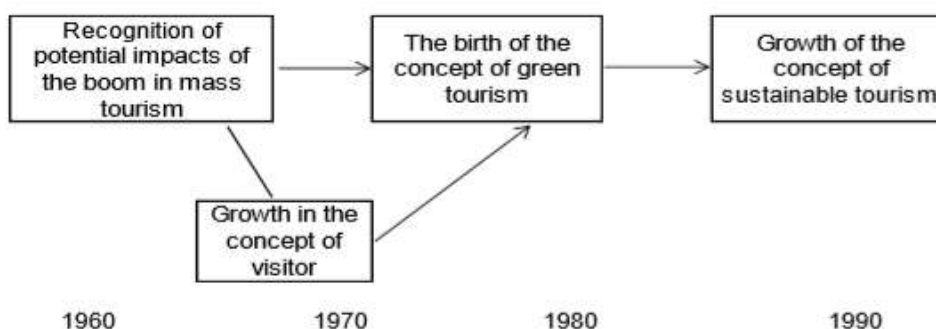 Recognition of
potential impacts of
the boom in mass
tourism
The birth of the
concept of green
tourism
Growth of the
concept of
sustainable tourism
Growth in the
concept of
visitor
1960 1970 1980 1990